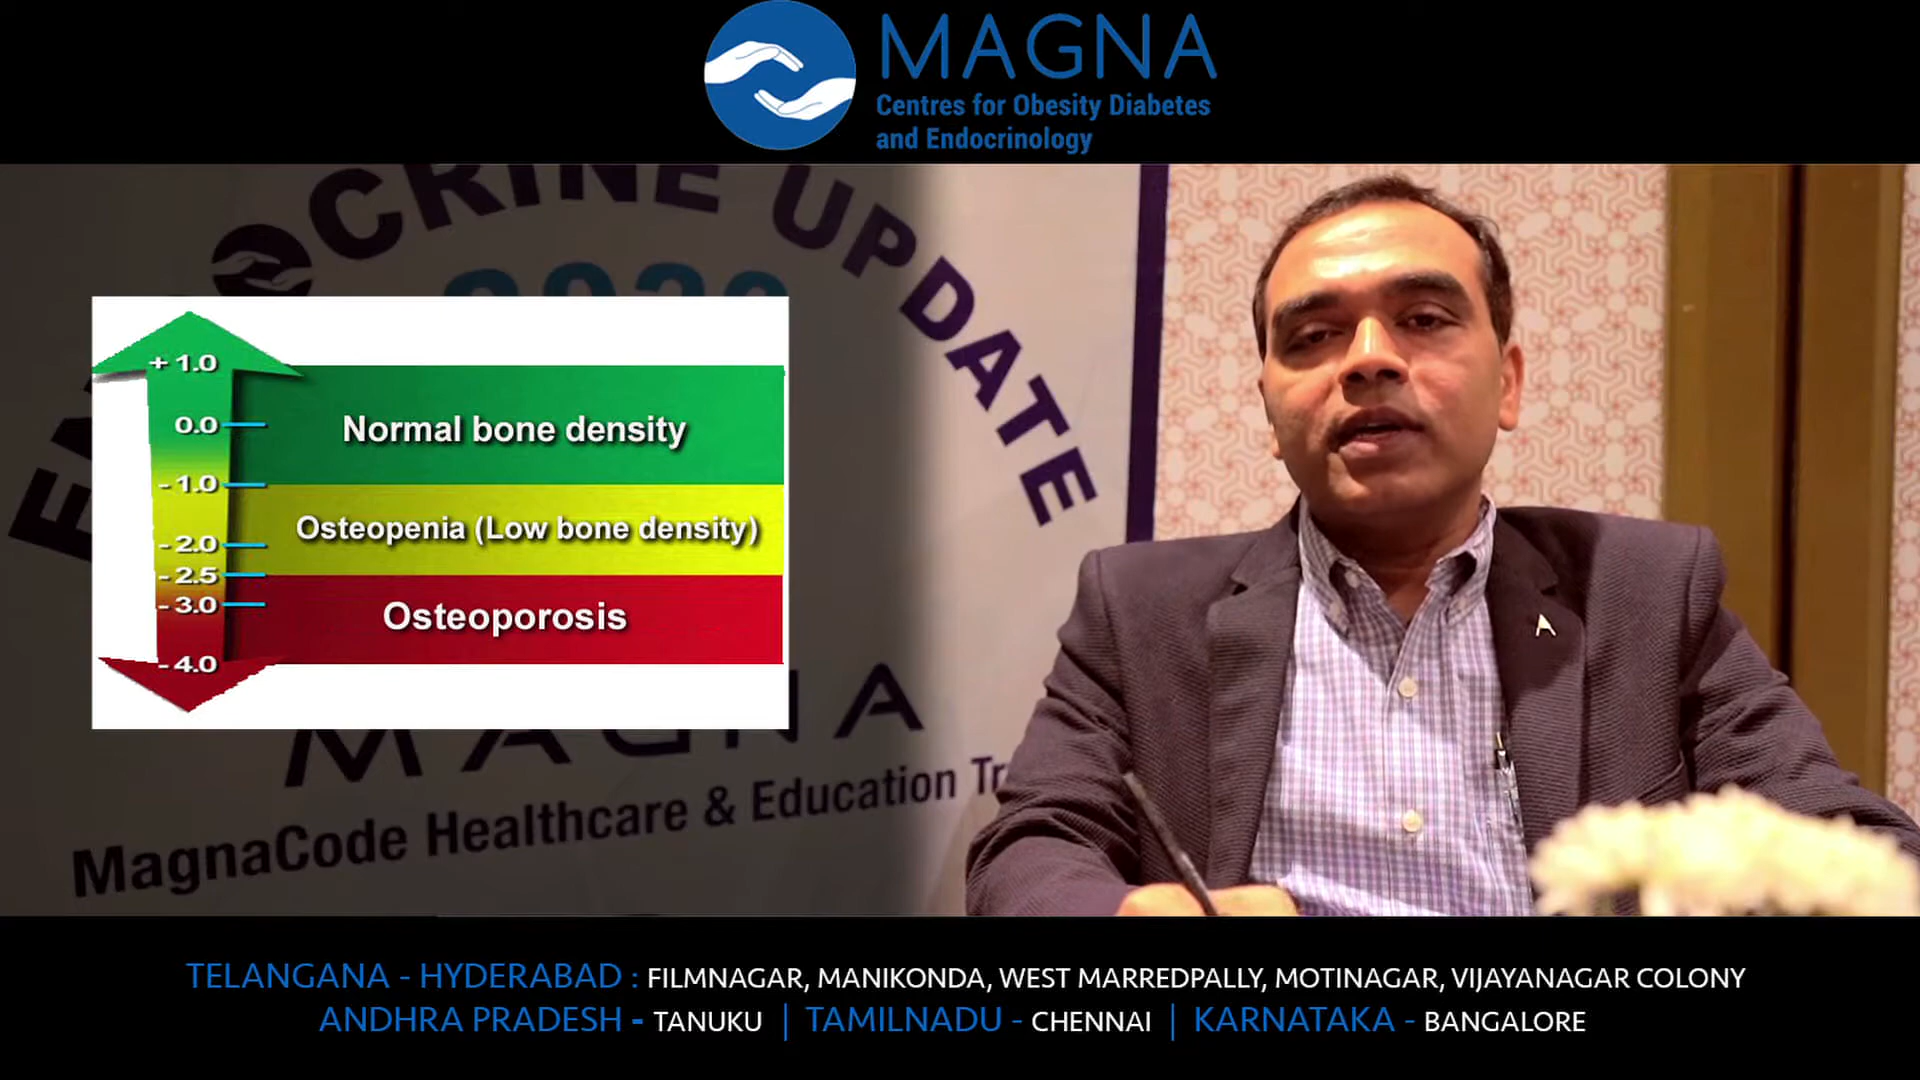 MAGNA
Centres for Obesity Diabetes
and Endocrinology
CRINE UPDATE
+ 1.0
0.0
Normal bone density
- 1.0
Osteopenia (Low bone density)
- 2.0
- 2.5
- 3.0
Osteoporosis
- 4.0
MAGNA
MagnaCode Healthcare & Education Tr
TELANGANA - HYDERABAD : FILMNAGAR, MANIKONDA, WEST MARREDPALLY, MOTINAGAR, VIJAYANAGAR COLONY
ANDHRA PRADESH - TANUKU | TAMILNADU - CHENNAI | KARNATAKA - BANGALORE